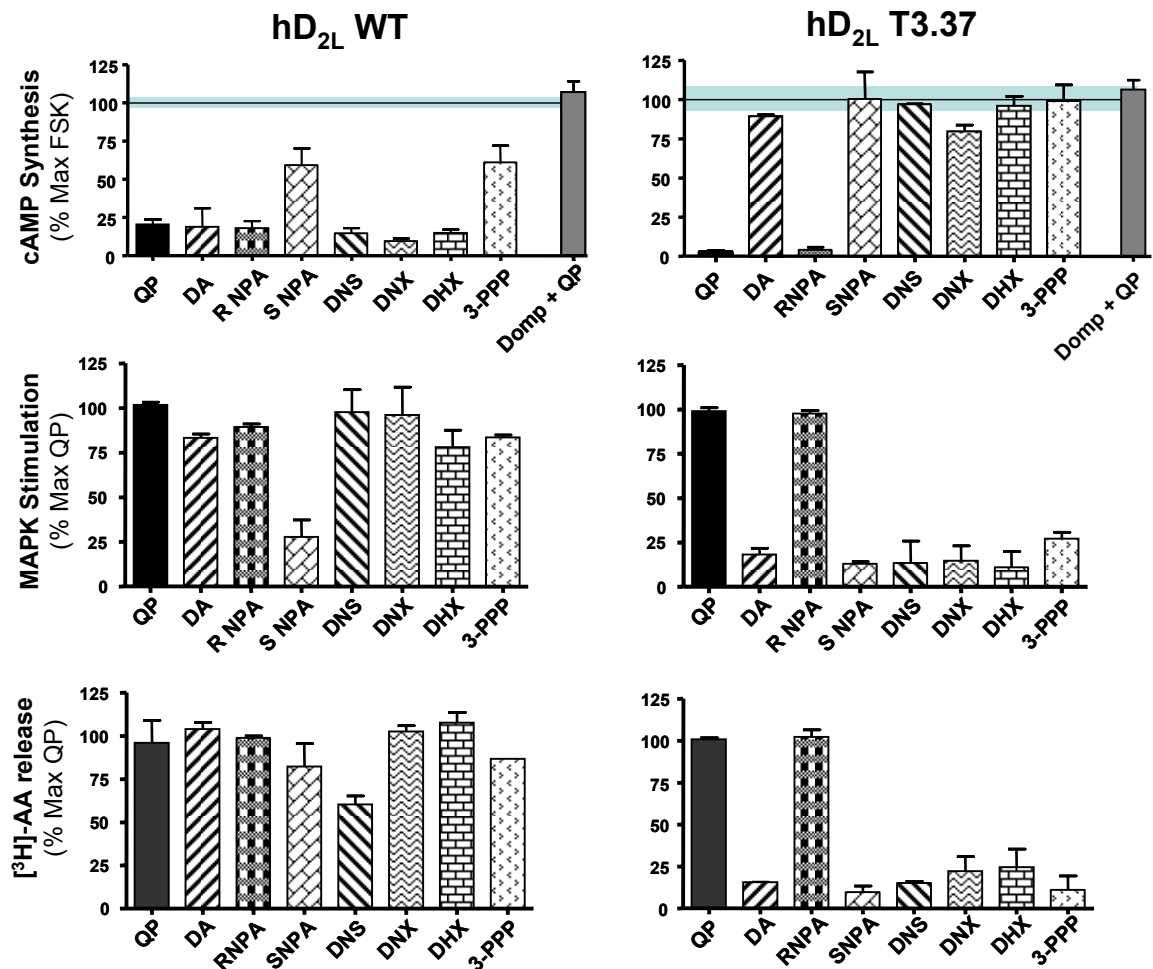 hD2L WT
hD2L T3.37
cAMP Synthesis
(% Max FSK)
125
100
75
50
25
0
QP
DA
R NPA
S NPA
DNS
DNX
DHX
3-PPP
Domp + QP
125
100
75
50
25
0
QP
DA
RNPA
SNPA
DNS
DNX
DHX
3-PPP
Domp + QP
MAPK Stimulation
(% Max QP)
125
100
75
50
25
0
QP
DA
R NPA
S NPA
DNS
DNX
DHX
3-PPP
125
100
75
50
25
0
QP
DA
R NPA
S NPA
DNS
DNX
DHX
3-PPP
[³H]-AA release
(% Max QP)
125
100
75
50
25
0
QP
DA
RNPA
SNPA
DNS
DNX
DHX
3-PPP
125
100
75
50
25
0
QP
DA
RNPA
SNPA
DNS
DNX
DHX
3-PPP